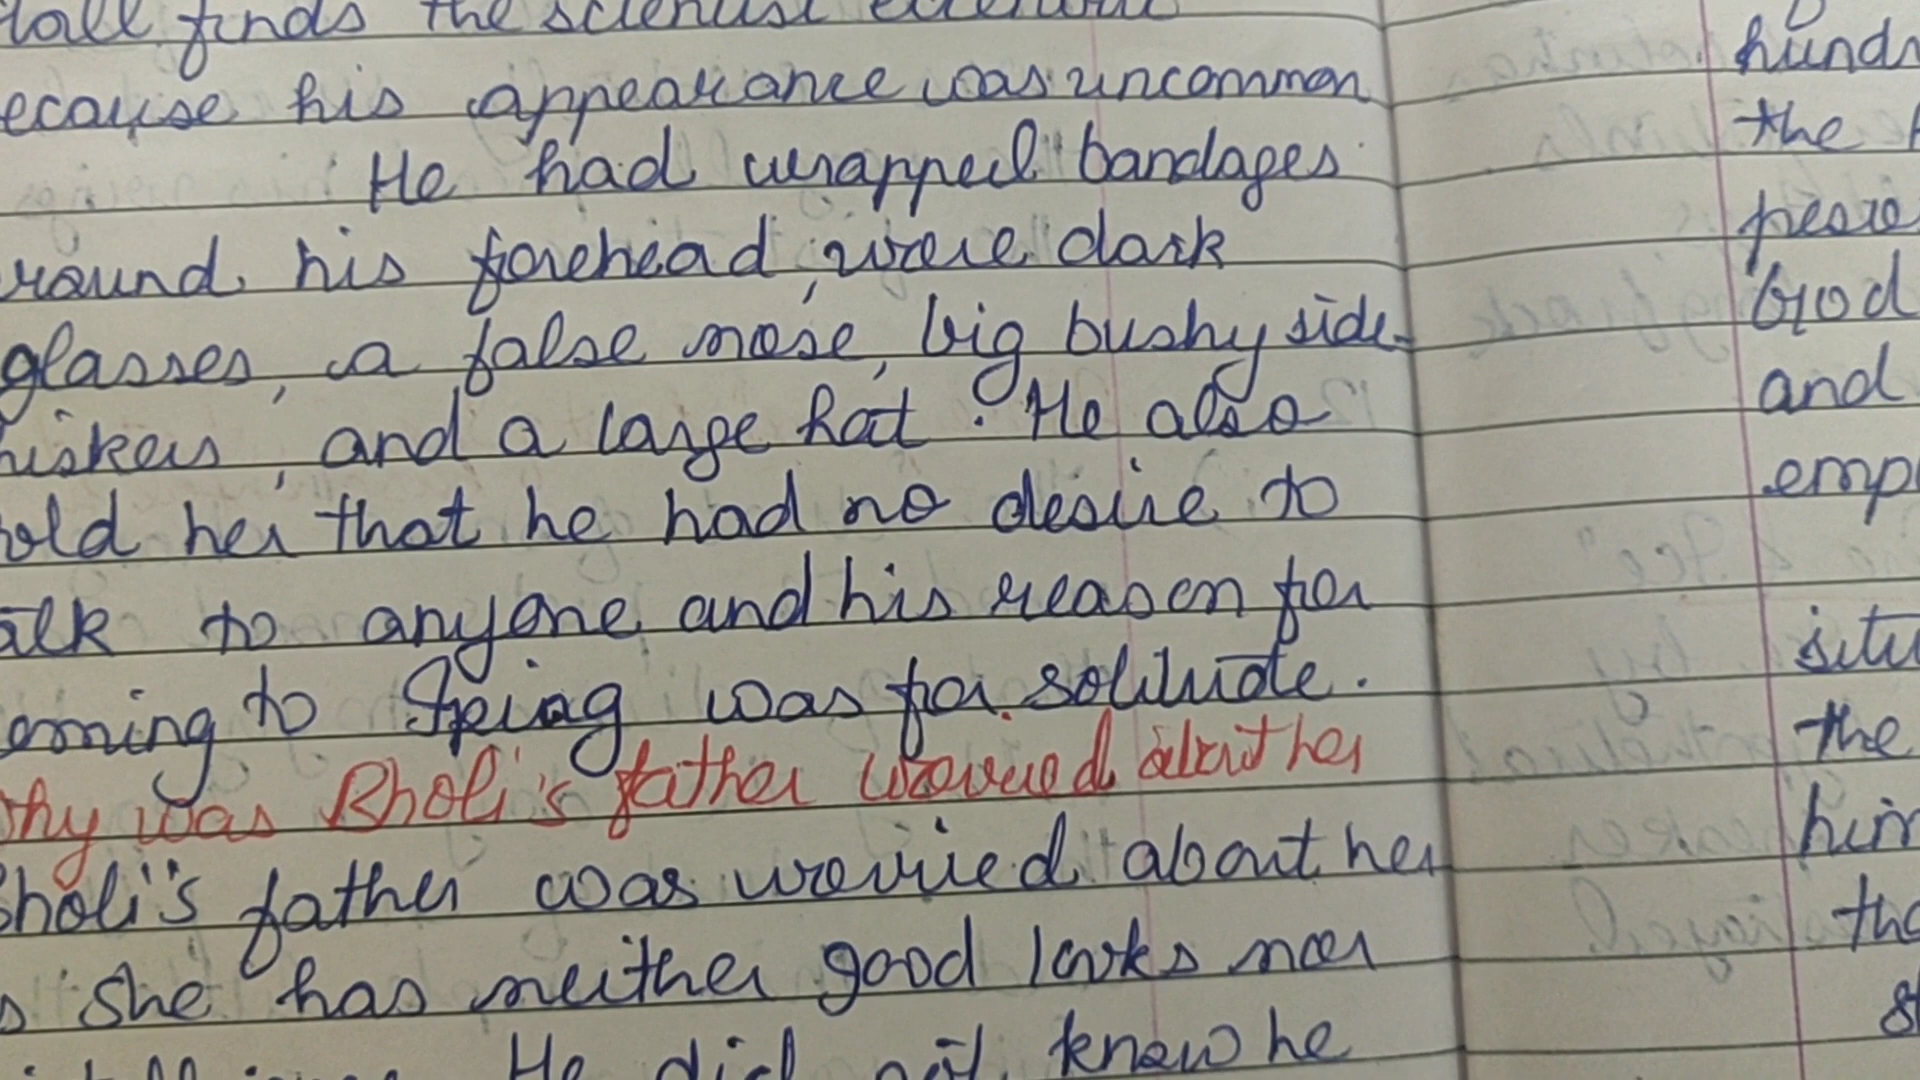 finds the scientist
ecause his appearance was uncommon
He had wrapped bandages
round his forehead, wore dark
glasses, a false nose, big bushy side-
hiskers, and a large hat. He also
old her that he had no desire to
alk to anyone and his reason for
oming to Iping was for solitude.
hy was Bholi's father worried about her
Bholi's father was worried about her
s she has neither good looks nor
He did not know he
hund
the
perso
God
and
emp
situ
the
him
tha